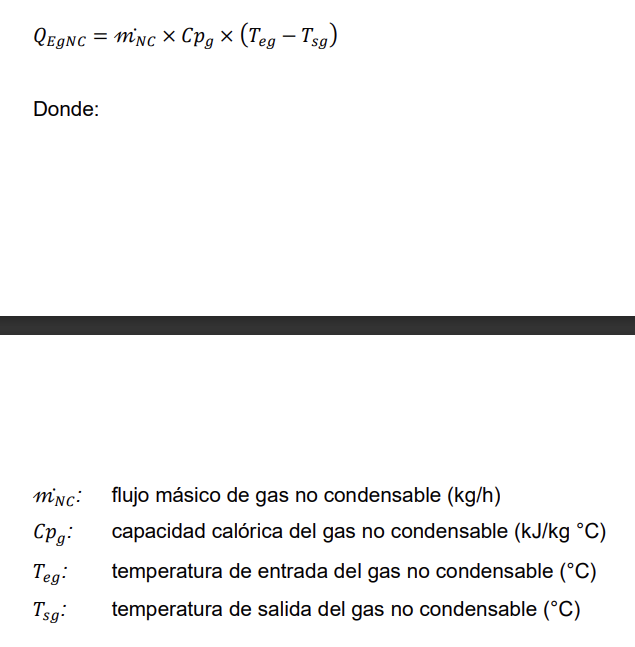 Q_EgNC = ṁ_NC × Cp_g × (T_eg − T_sg)
Donde:
ṁ_NC: flujo másico de gas no condensable (kg/h)
Cp_g: capacidad calórica del gas no condensable (kJ/kg °C)
T_eg: temperatura de entrada del gas no condensable (°C)
T_sg: temperatura de salida del gas no condensable (°C)